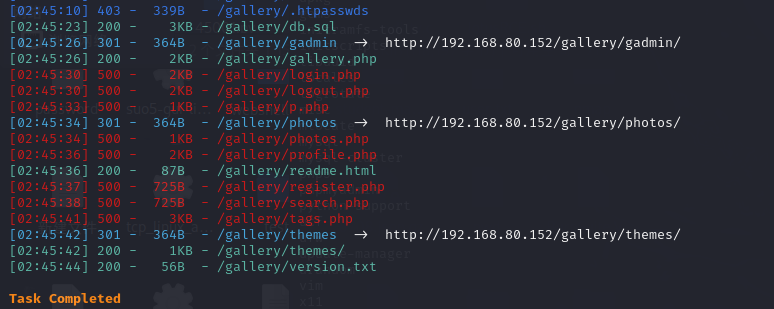 [02:45:10] 403 -  339B  - /gallery/.htpasswds
[02:45:23] 200 -    3KB - /gallery/db.sql
[02:45:26] 301 -  364B  - /gallery/gadmin  ->  http://192.168.80.152/gallery/gadmin/
[02:45:26] 200 -    2KB - /gallery/gallery.php
[02:45:30] 500 -    2KB - /gallery/login.php
[02:45:30] 500 -    2KB - /gallery/logout.php
[02:45:33] 500 -    1KB - /gallery/p.php
[02:45:34] 301 -  364B  - /gallery/photos  ->  http://192.168.80.152/gallery/photos/
[02:45:34] 500 -    1KB - /gallery/photos.php
[02:45:36] 500 -    2KB - /gallery/profile.php
[02:45:36] 200 -   87B  - /gallery/readme.html
[02:45:37] 500 -  725B  - /gallery/register.php
[02:45:38] 500 -  725B  - /gallery/search.php
[02:45:41] 500 -    3KB - /gallery/tags.php
[02:45:42] 301 -  364B  - /gallery/themes  ->  http://192.168.80.152/gallery/themes/
[02:45:42] 200 -    1KB - /gallery/themes/
[02:45:44] 200 -   56B  - /gallery/version.txt
vim
x11
Task Completed